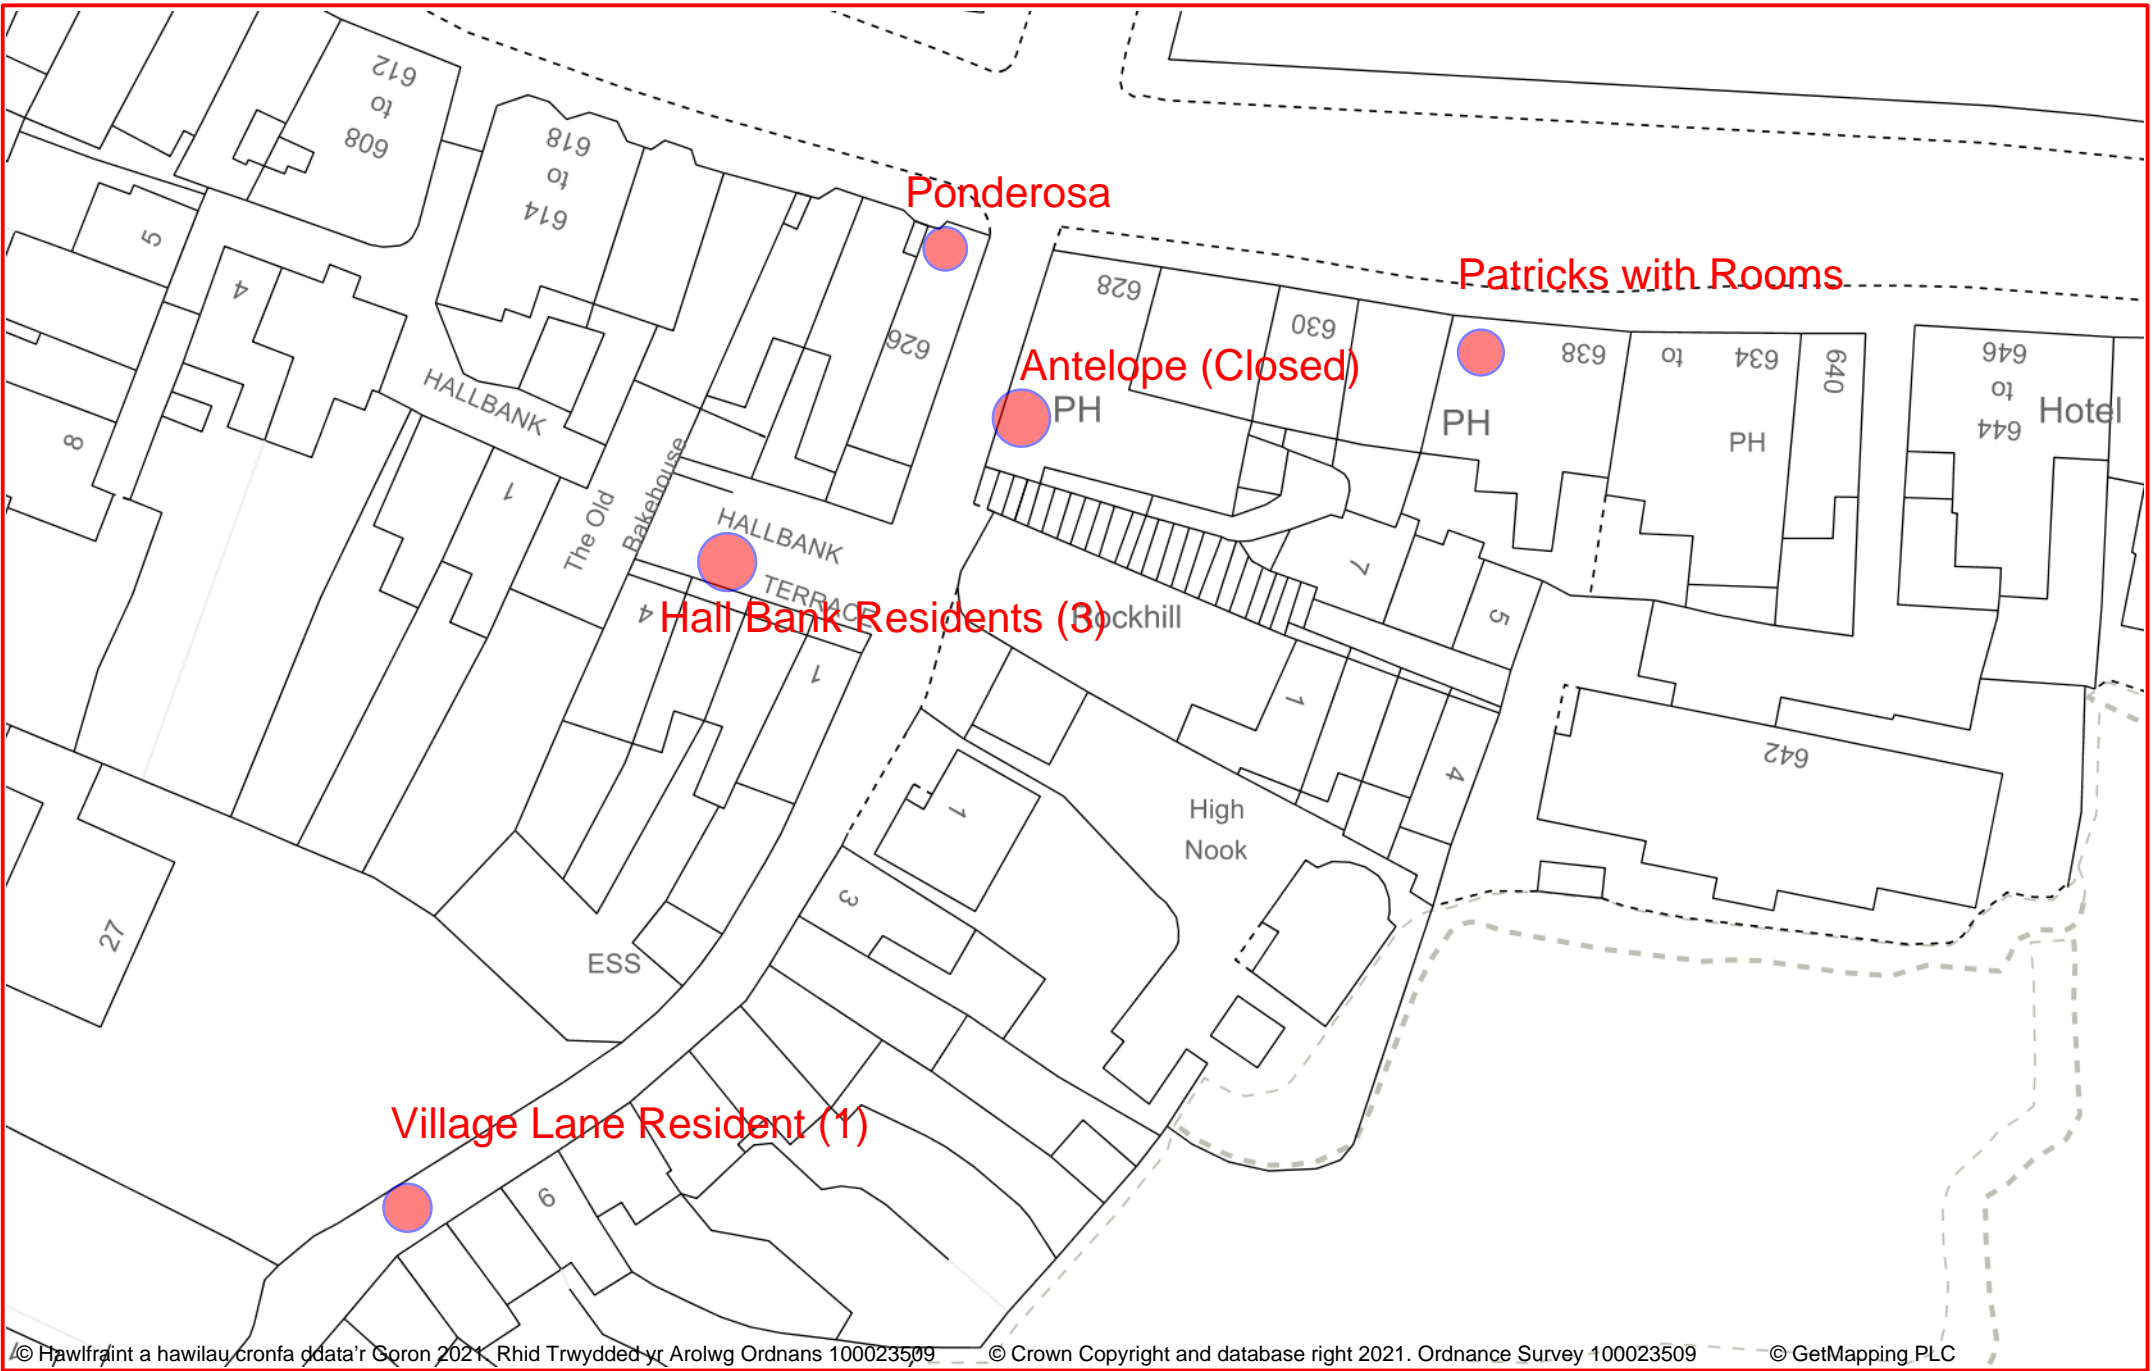 612
to
608
618
to
614
Ponderosa
5
4
628
Patricks with Rooms
630
626
638
to
634
640
646
to
644
Antelope (Closed)
PH
PH
PH
Hotel
HALLBANK
8
1
The Old
Bakehouse
HALLBANK
TERRACE
7
5
4
Hall Bank Residents (3)
Rockhill
1
1
4
642
1
High
Nook
3
27
ESS
Village Lane Resident (1)
6
© Hawlfraint a hawilau cronfa ddata'r Goron 2021. Rhid Trwydded yr Arolwg Ordnans 100023509
© Crown Copyright and database right 2021. Ordnance Survey 100023509
© GetMapping PLC